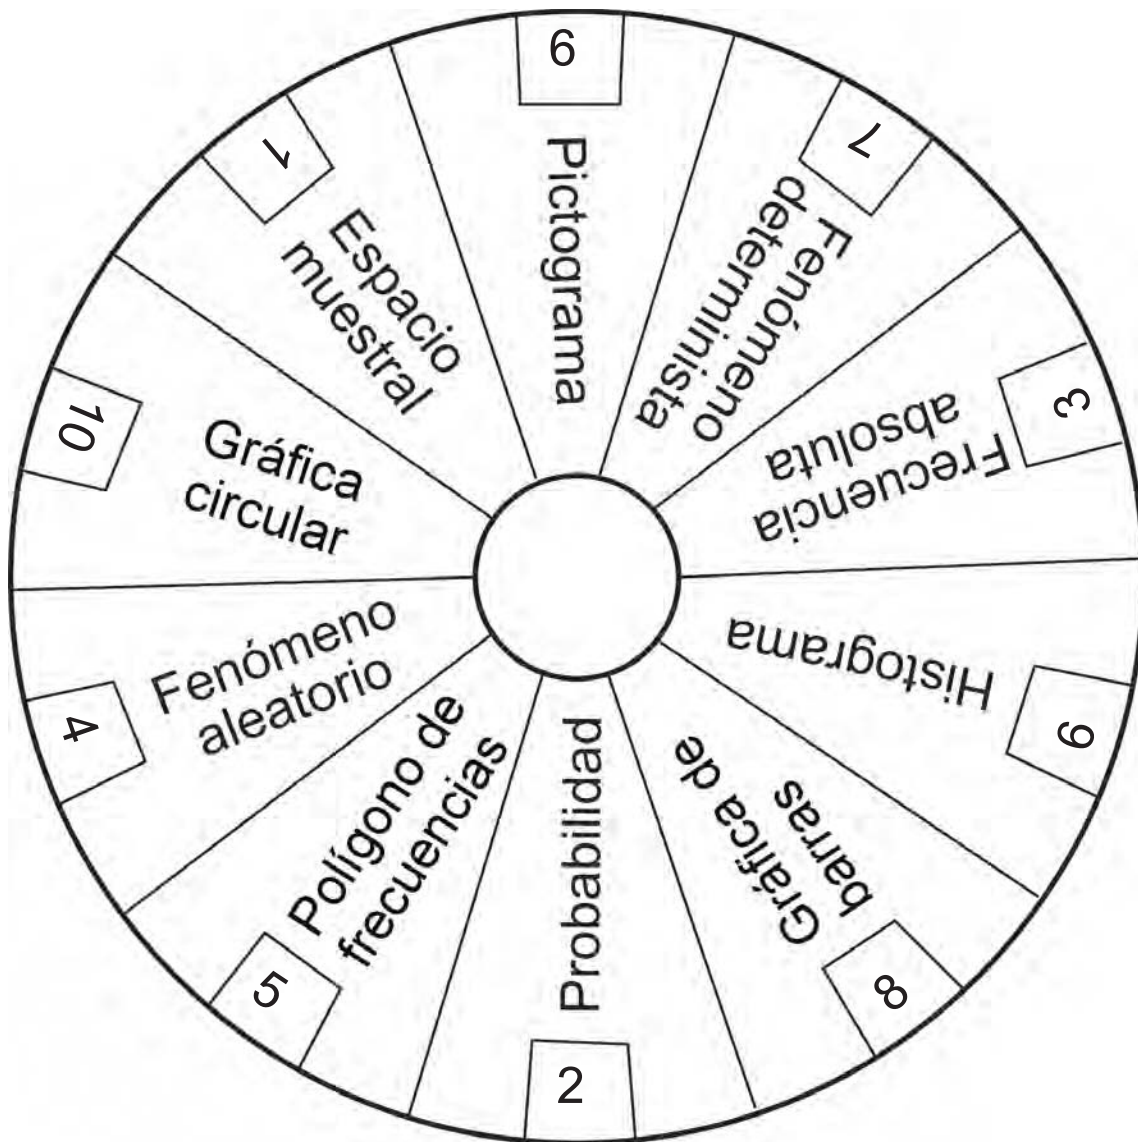 6
Pictograma
7
Fenómeno
determinista
3
Frecuencia
absoluta
9
Histograma
8
Gráfica de
barras
2
Probabilidad
5
Polígono de
frecuencias
4
Fenómeno
aleatorio
10
Gráfica
circular
1
Espacio
muestral